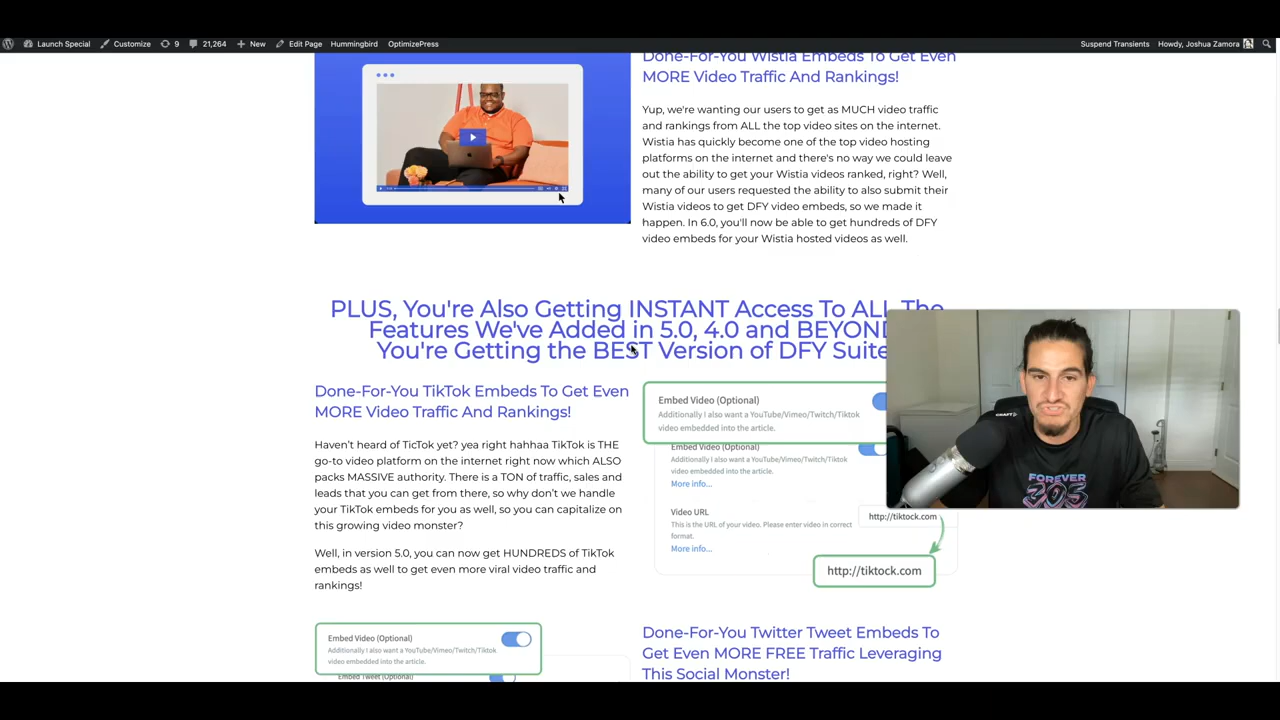 Launch Special
Customize
9
21,264
New
Edit Page
Hummingbird
OptimizePress
Suspend Transients
Howdy, Joshua Zamora
Done-For-You Wistia Embeds To Get Even
MORE Video Traffic And Rankings!
Yup, we're wanting our users to get as MUCH video traffic
and rankings from ALL the top video sites on the internet.
Wistia has quickly become one of the top video hosting
platforms on the internet and there's no way we could leave
out the ability to get your Wistia videos ranked, right? Well,
many of our users requested the ability to also submit their
Wistia videos to get DFY video embeds, so we made it
happen. In 6.0, you'll now be able to get hundreds of DFY
video embeds for your Wistia hosted videos as well.
PLUS, You're Also Getting INSTANT Access To ALL The
Features We've Added in 5.0, 4.0 and BEYOND
You're Getting the BEST Version of DFY Suite
Done-For-You TikTok Embeds To Get Even
MORE Video Traffic And Rankings!
Haven't heard of TicTok yet? yea right hahhaa TikTok is THE
go-to video platform on the internet right now which ALSO
packs MASSIVE authority. There is a TON of traffic, sales and
leads that you can get from there, so why don't we handle
your TikTok embeds for you as well, so you can capitalize on
this growing video monster?
Well, in version 5.0, you can now get HUNDREDS of TikTok
embeds as well to get even more viral video traffic and
rankings!
Embed Video (Optional)
Additionally I also want a YouTube/Vimeo/Twitch/Tiktok
video embedded into the article.
Embed Video (Optional)
Additionally I also want a YouTube/Vimeo/Twitch/Tiktok
video embedded into the article.
More info...
Video URL
This is the URL of your video. Please enter video in correct
format.
More info...
http://tiktock.com
http://tiktock.com
CRAFT
FOREVER
305
Embed Video (Optional)
Additionally I also want a YouTube/Vimeo/Twitch/Tiktok
video embedded into the article.
Embed Tweet (Optional)
Done-For-You Twitter Tweet Embeds To
Get Even MORE FREE Traffic Leveraging
This Social Monster!